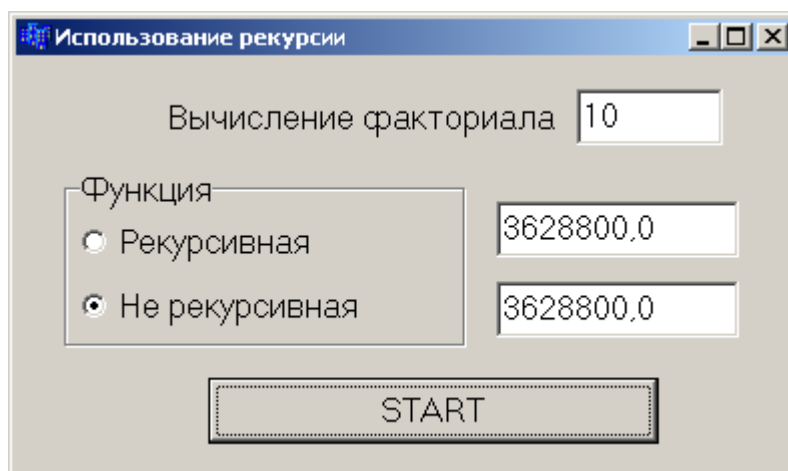 Использование рекурсии
Вычисление факториала 10
Функция
Рекурсивная 3628800,0
Не рекурсивная 3628800,0
START